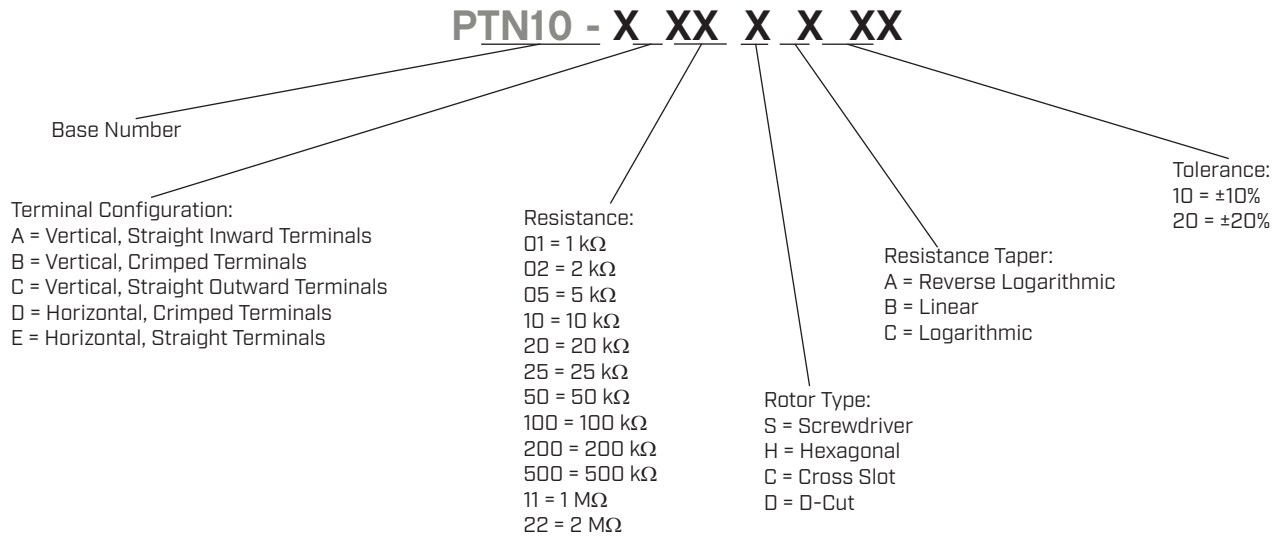 PTN10 - X XX X X XX
Base Number
Terminal Configuration:
A = Vertical, Straight Inward Terminals
B = Vertical, Crimped Terminals
C = Vertical, Straight Outward Terminals
D = Horizontal, Crimped Terminals
E = Horizontal, Straight Terminals
Resistance:
01 = 1 kΩ
02 = 2 kΩ
05 = 5 kΩ
10 = 10 kΩ
20 = 20 kΩ
25 = 25 kΩ
50 = 50 kΩ
100 = 100 kΩ
200 = 200 kΩ
500 = 500 kΩ
11 = 1 MΩ
22 = 2 MΩ
Rotor Type:
S = Screwdriver
H = Hexagonal
C = Cross Slot
D = D-Cut
Resistance Taper:
A = Reverse Logarithmic
B = Linear
C = Logarithmic
Tolerance:
10 = ±10%
20 = ±20%